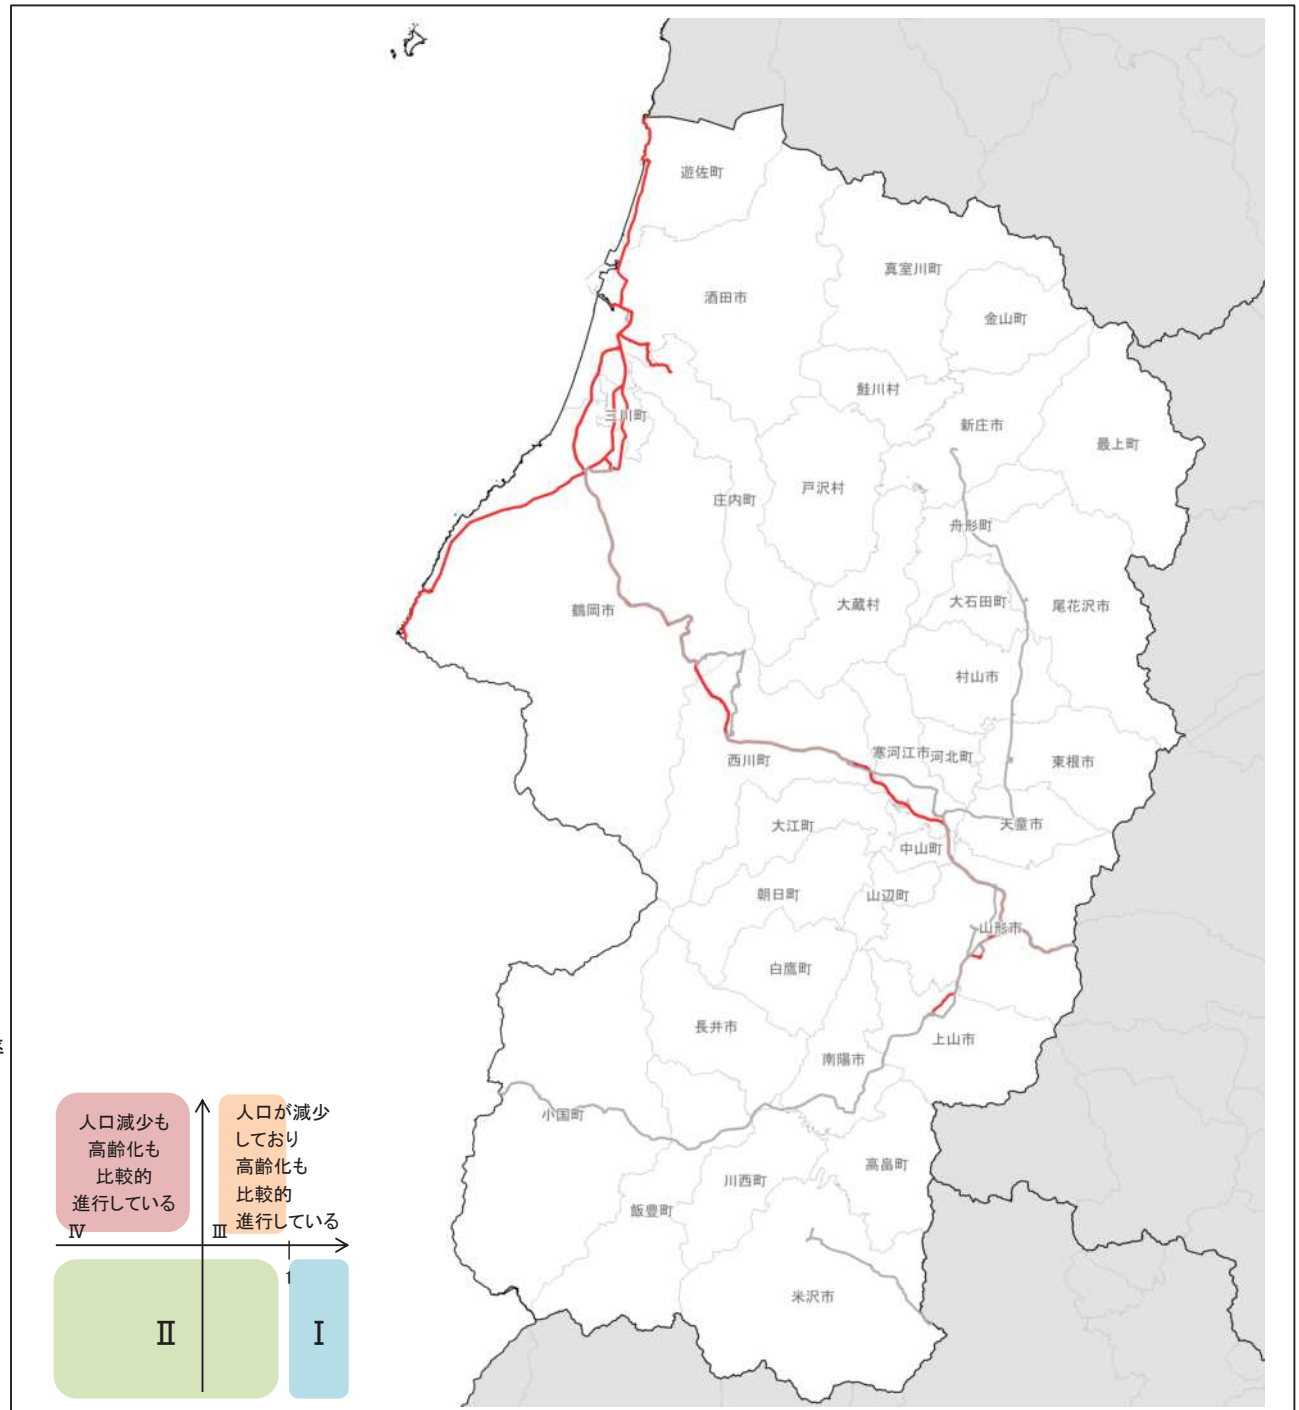 遊佐町
真室川町
酒田市
金山町
鮭川村
三川町
新庄市
最上町
戸沢村
庄内町
舟形町
大蔵村
大石田町
尾花沢市
鶴岡市
村山市
西川町
寒河江市
河北町
東根市
大江町
天童市
中山町
朝日町
山辺町
山形市
白鷹町
長井市
南陽市
上山市
小国町
高畠町
川西町
飯豊町
米沢市
人口減少も
高齢化も
比較的
進行している
Ⅳ
人口が減少
しており
高齢化も
比較的
進行している
Ⅲ
1
Ⅱ
Ⅰ